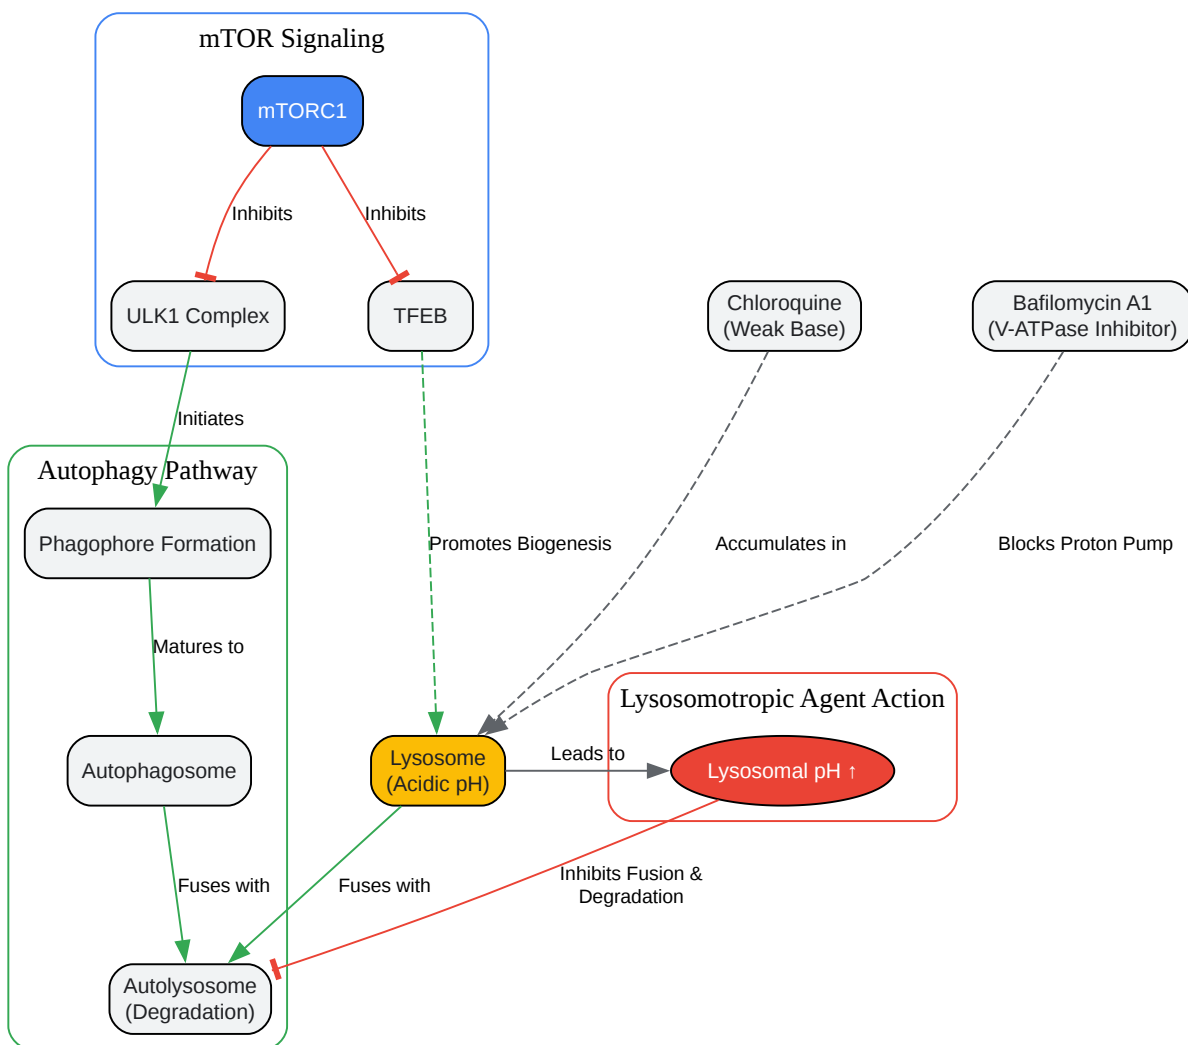 mTOR Signaling
mTORC1
Inhibits
Inhibits
ULK1 Complex
TFEB
Chloroquine
(Weak Base)
Bafilomycin A1
(V-ATPase Inhibitor)
Initiates
Autophagy Pathway
Phagophore Formation
Promotes Biogenesis
Accumulates in
Blocks Proton Pump
Matures to
Lysosomotropic Agent Action
Autophagosome
Lysosome
(Acidic pH)
Leads to
Lysosomal pH ↑
Fuses with
Fuses with
Inhibits Fusion &
Degradation
Autolysosome
(Degradation)